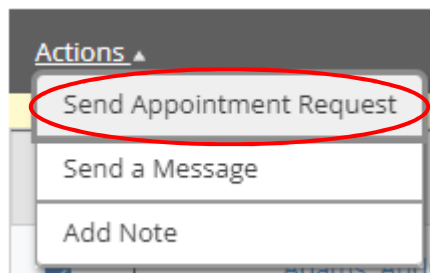 Actions ▴
Send Appointment Request
Send a Message
Add Note